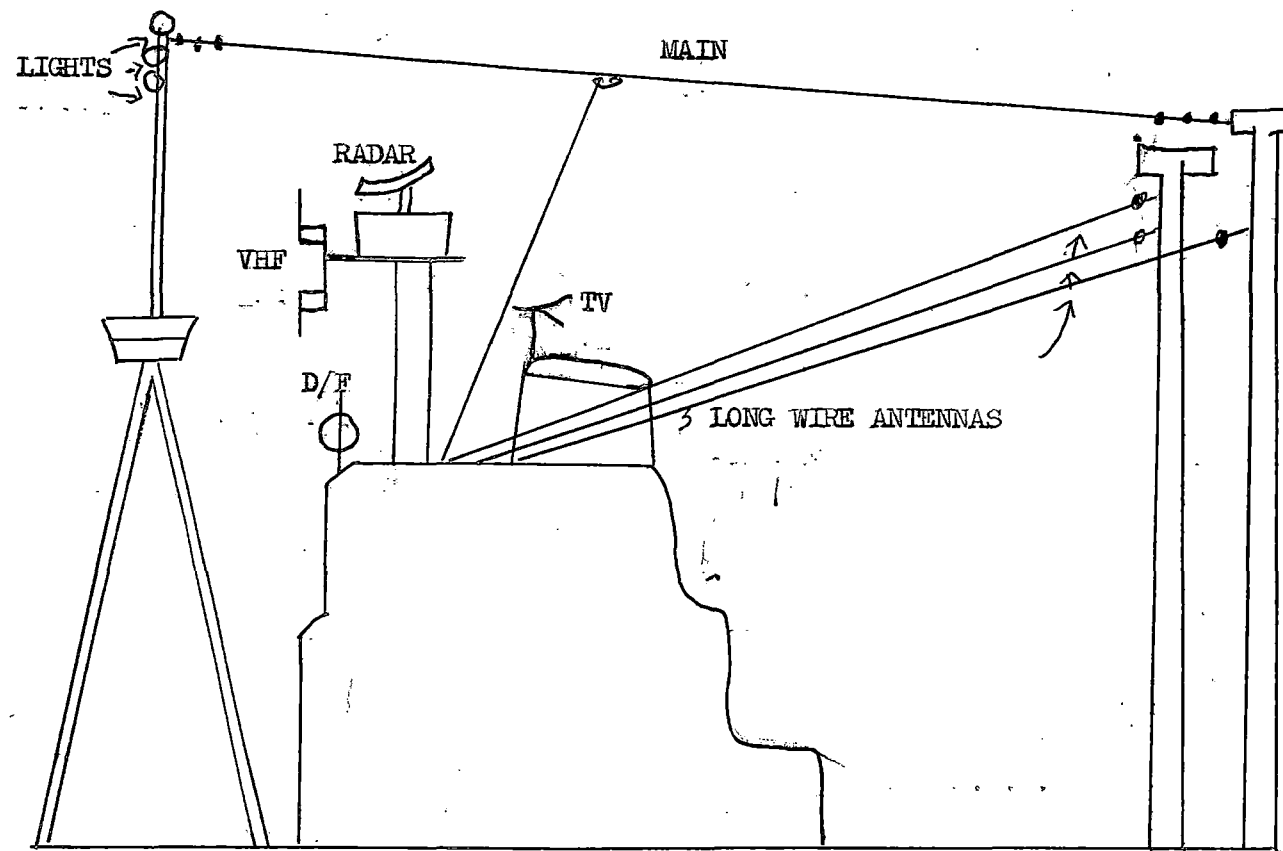 MAIN
LIGHTS
RADAR
VHF
TV
D/F
3 LONG WIRE ANTENNAS